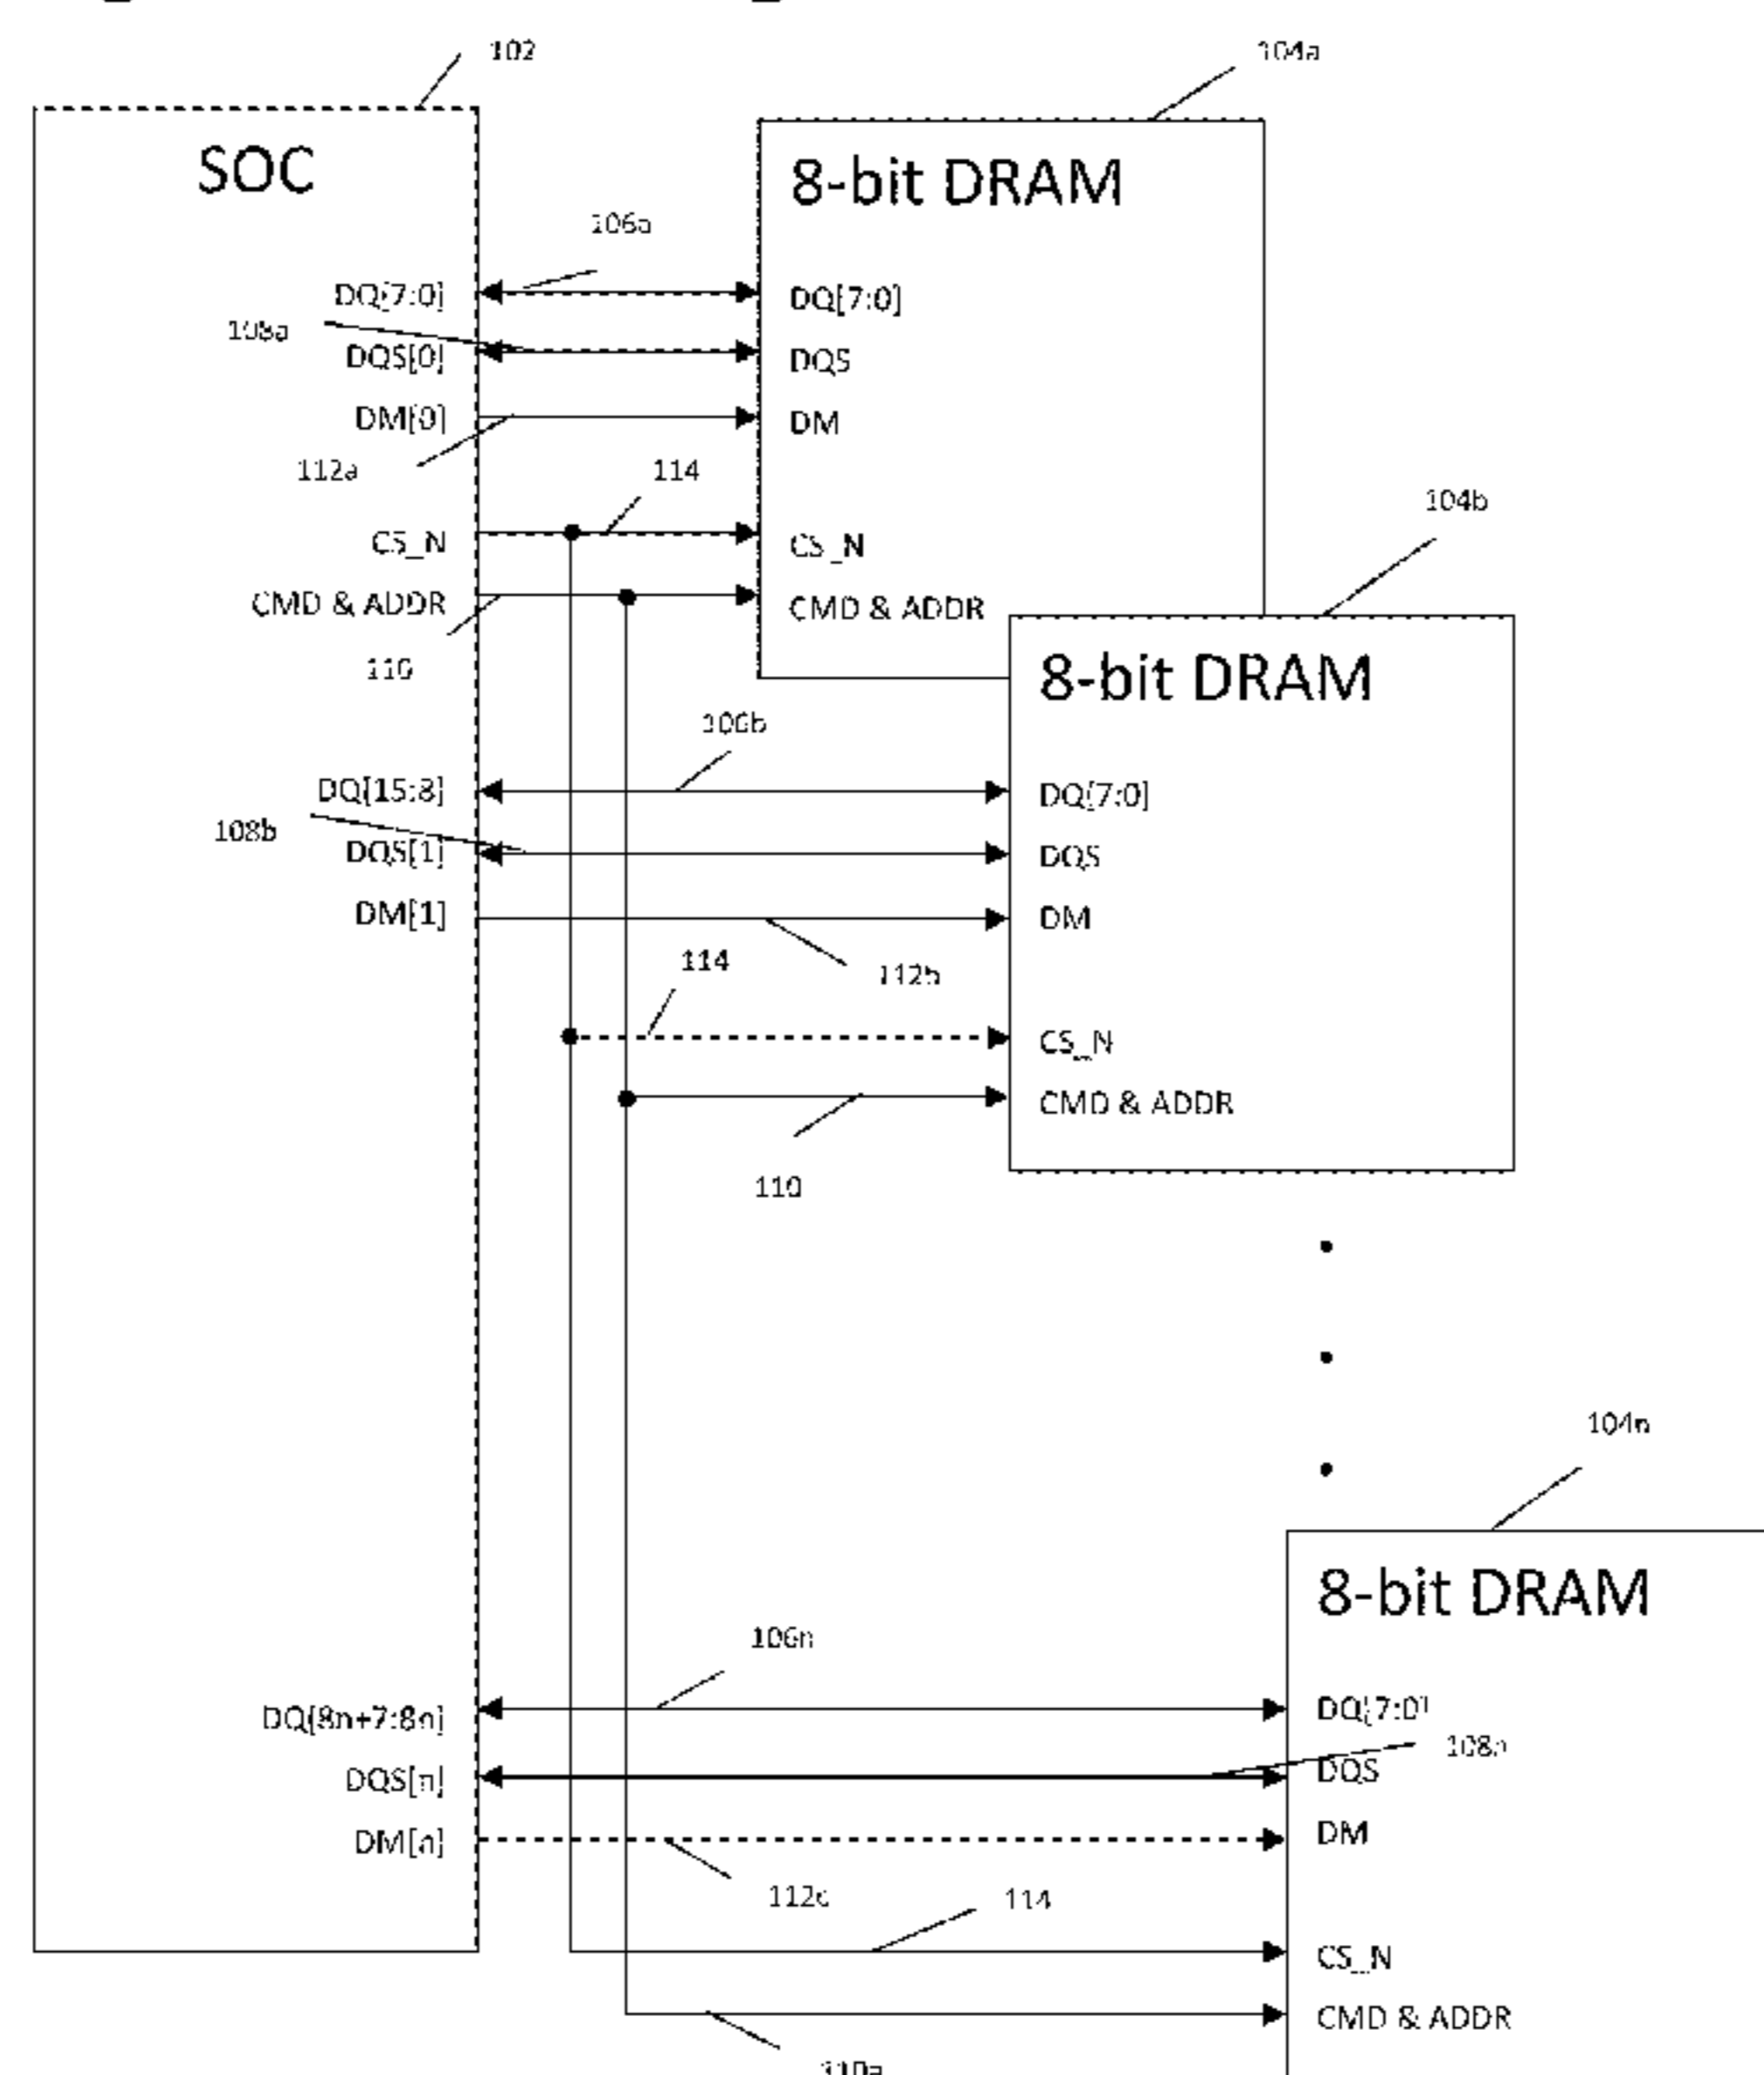 102
104a
SOC
8-bit DRAM
106a
DQ[7:0]
DQ[7:0]
108a
DQS[0]
DQS
DM[0]
DM
112a
114
104b
CS_N
CS_N
CMD & ADDR
CMD & ADDR
110
8-bit DRAM
106b
DQ[15:8]
DQ[7:0]
108b
DQS[1]
DQS
DM[1]
DM
114
112b
CS_N
CMD & ADDR
110
104n
8-bit DRAM
106n
DQ[8n+7:8n]
DQ[7:0]
108n
DQS[n]
DQS
DM[n]
DM
112c
114
CS_N
CMD & ADDR